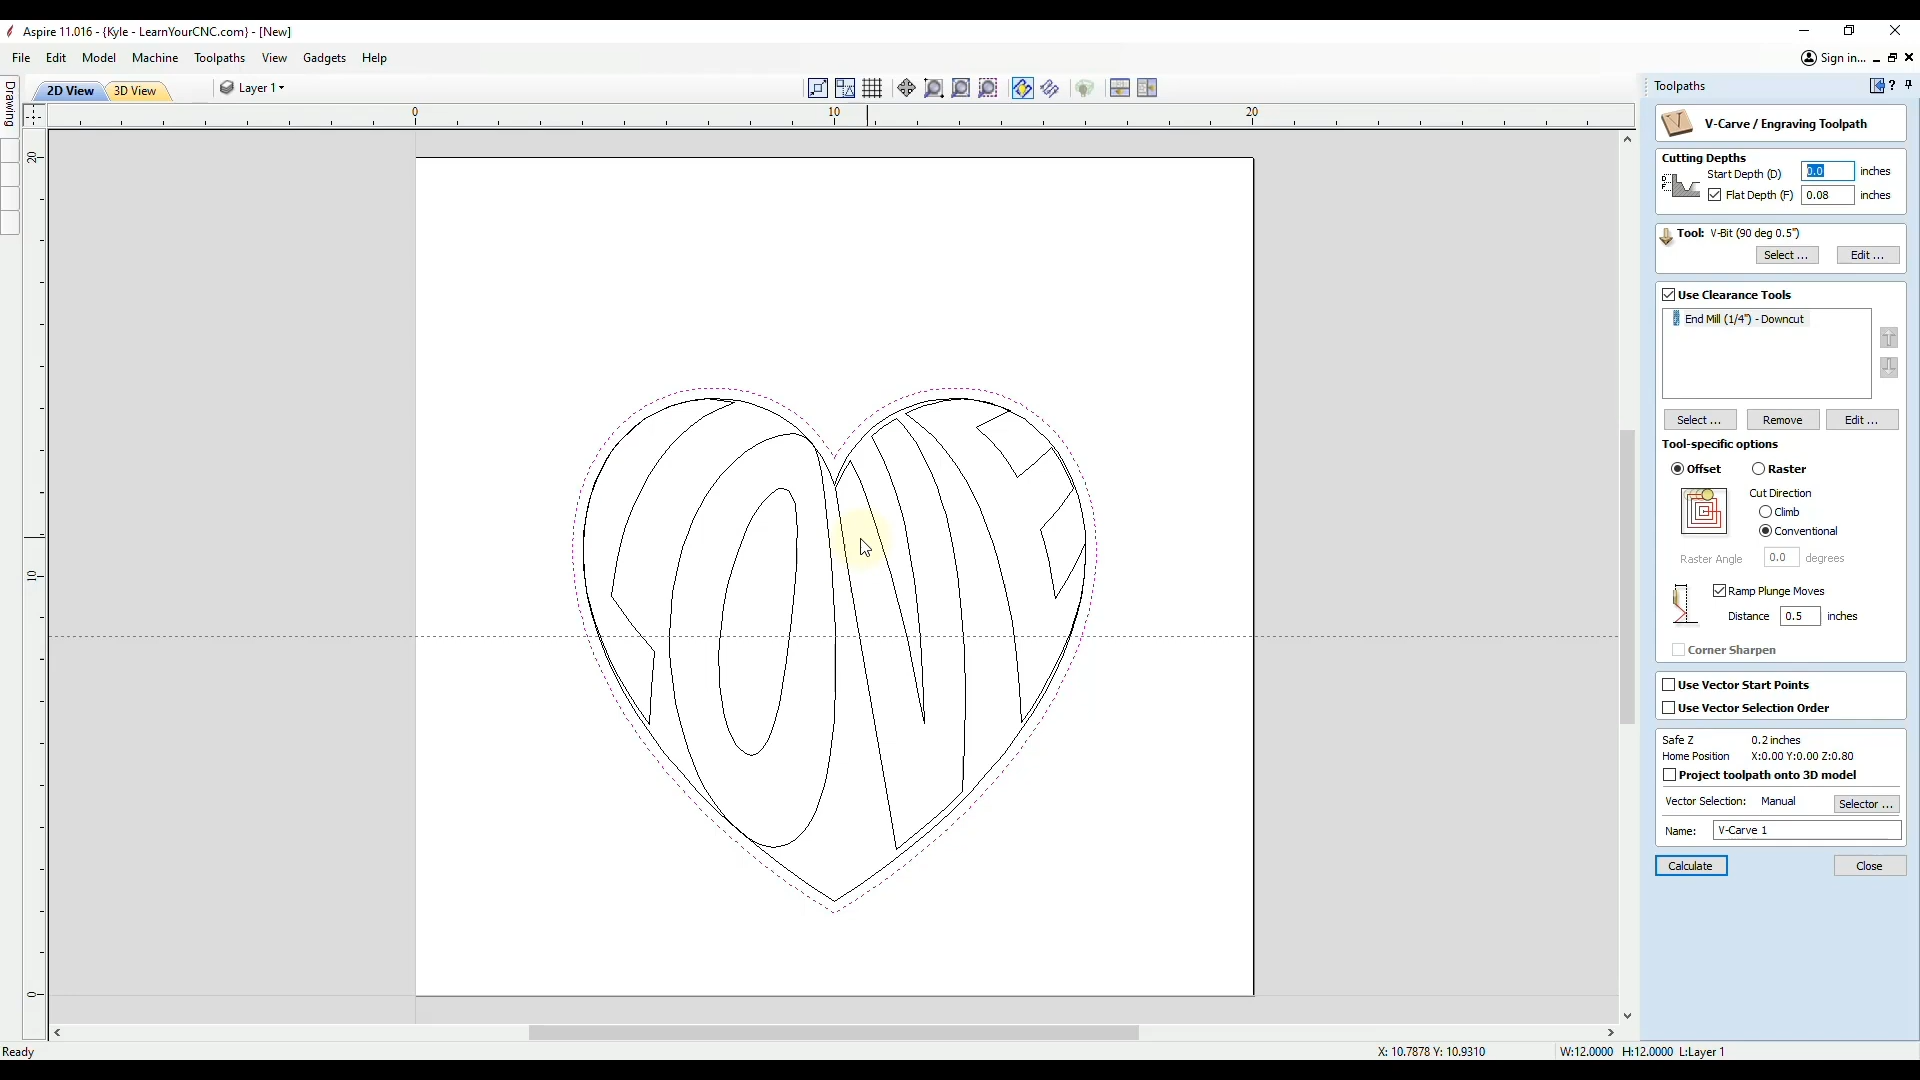 Aspire 11.016 - {Kyle - LearnYourCNC.com} - [New]
File Edit Model Machine Toolpaths View Gadgets Help
Sign in...
Drawing
2D View 3D View Layer 1
0 10 20
20
10
0
LOVE
Toolpaths
V-Carve / Engraving Toolpath
Cutting Depths
Start Depth (D) 0.0 inches
Flat Depth (F) 0.08 inches
Tool: V-Bit (90 deg 0.5")
Select ... Edit ...
Use Clearance Tools
End Mill (1/4") - Downcut
Select ... Remove Edit ...
Tool-specific options
Offset Raster
Cut Direction
Climb
Conventional
Raster Angle 0.0 degrees
Ramp Plunge Moves
Distance 0.5 inches
Corner Sharpen
Use Vector Start Points
Use Vector Selection Order
Safe Z 0.2 inches
Home Position X:0.00 Y:0.00 Z:0.80
Project toolpath onto 3D model
Vector Selection: Manual Selector ...
Name: V-Carve 1
Calculate Close
Ready
X: 10.7878 Y: 10.9310
W:12.0000 H:12.0000 L:Layer 1